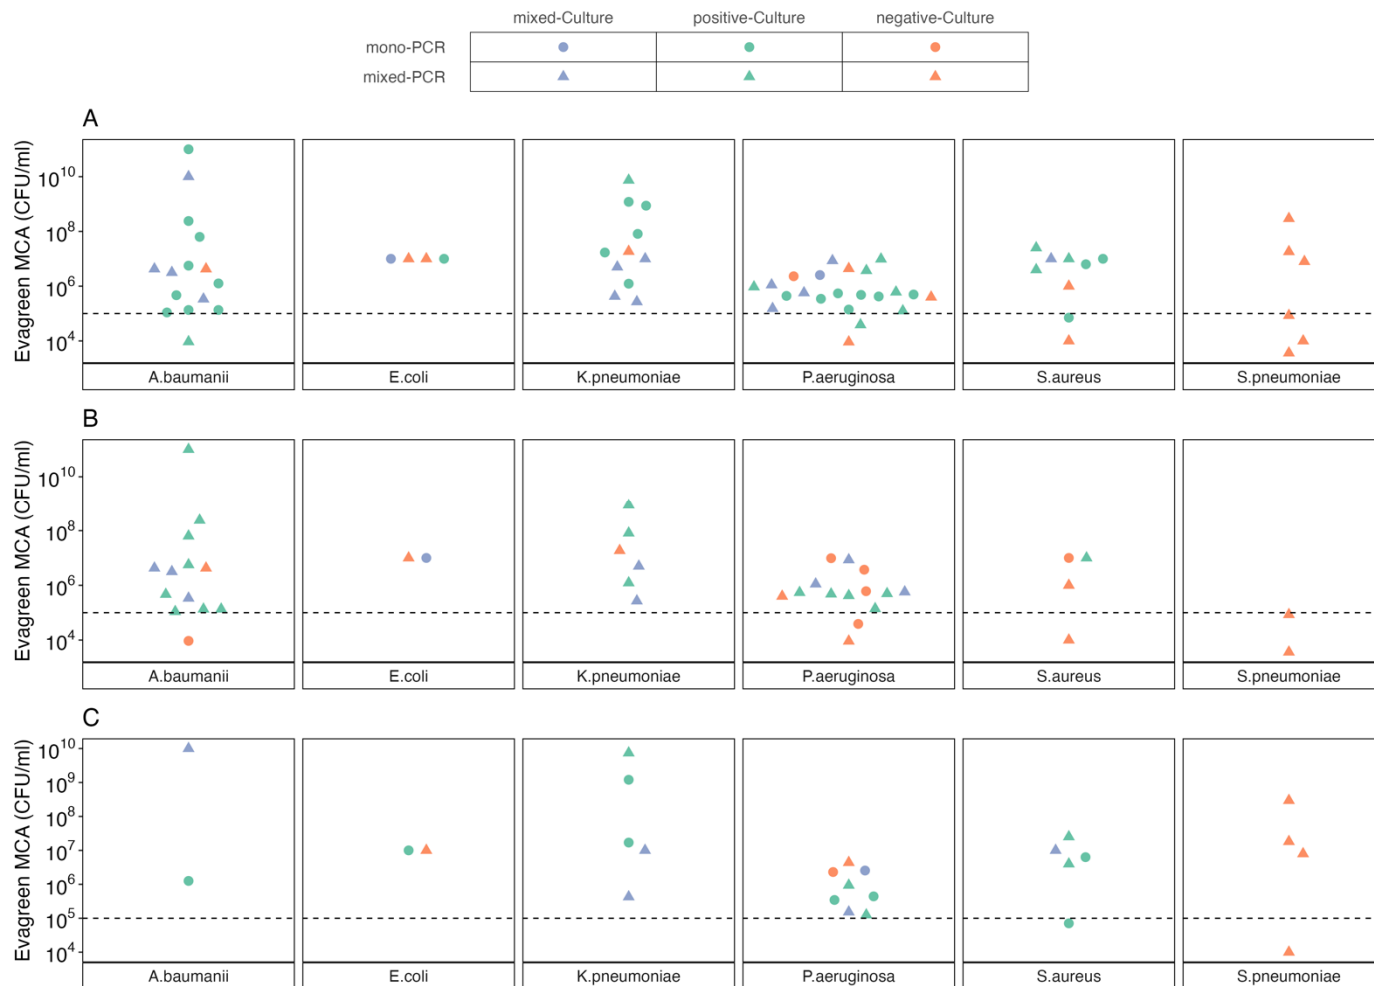 mixed-Culture positive-Culture negative-Culture
mono-PCR
mixed-PCR
A
Evagreen MCA (CFU/ml)
10^10
10^8
10^6
10^4
A.baumanii E.coli K.pneumoniae P.aeruginosa S.aureus S.pneumoniae
B
Evagreen MCA (CFU/ml)
10^10
10^8
10^6
10^4
A.baumanii E.coli K.pneumoniae P.aeruginosa S.aureus S.pneumoniae
C
Evagreen MCA (CFU/ml)
10^10
10^9
10^8
10^7
10^6
10^5
10^4
A.baumanii E.coli K.pneumoniae P.aeruginosa S.aureus S.pneumoniae